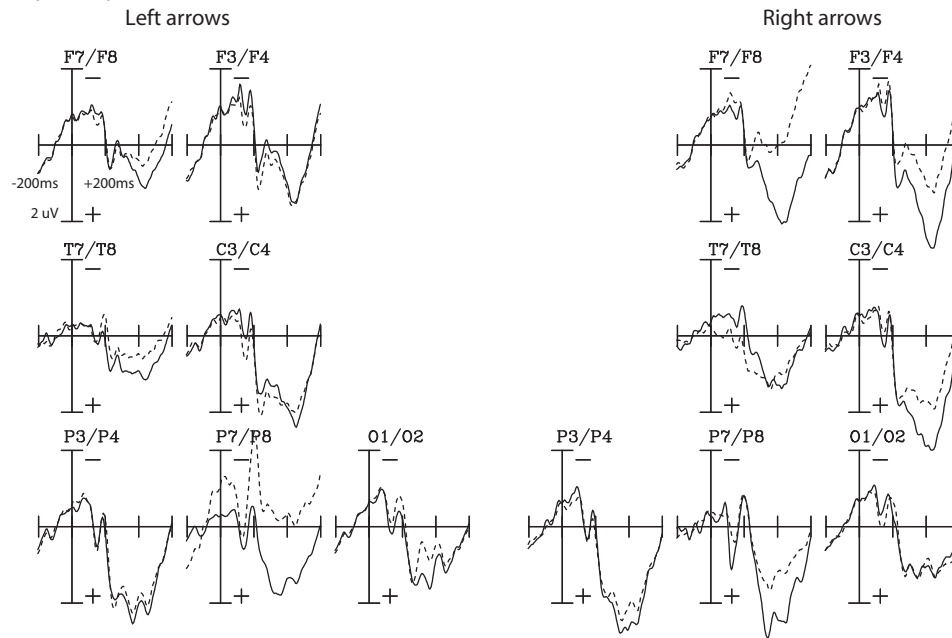 Left arrows
Right arrows
F7/F8
F3/F4
F7/F8
F3/F4
−
−
−
−
-200ms
+200ms
2 uV
+
+
+
+
T7/T8
C3/C4
T7/T8
C3/C4
−
−
−
−
+
+
+
+
P3/P4
P7/P8
O1/O2
P3/P4
P7/P8
O1/O2
−
−
−
−
−
−
+
+
+
+
+
+